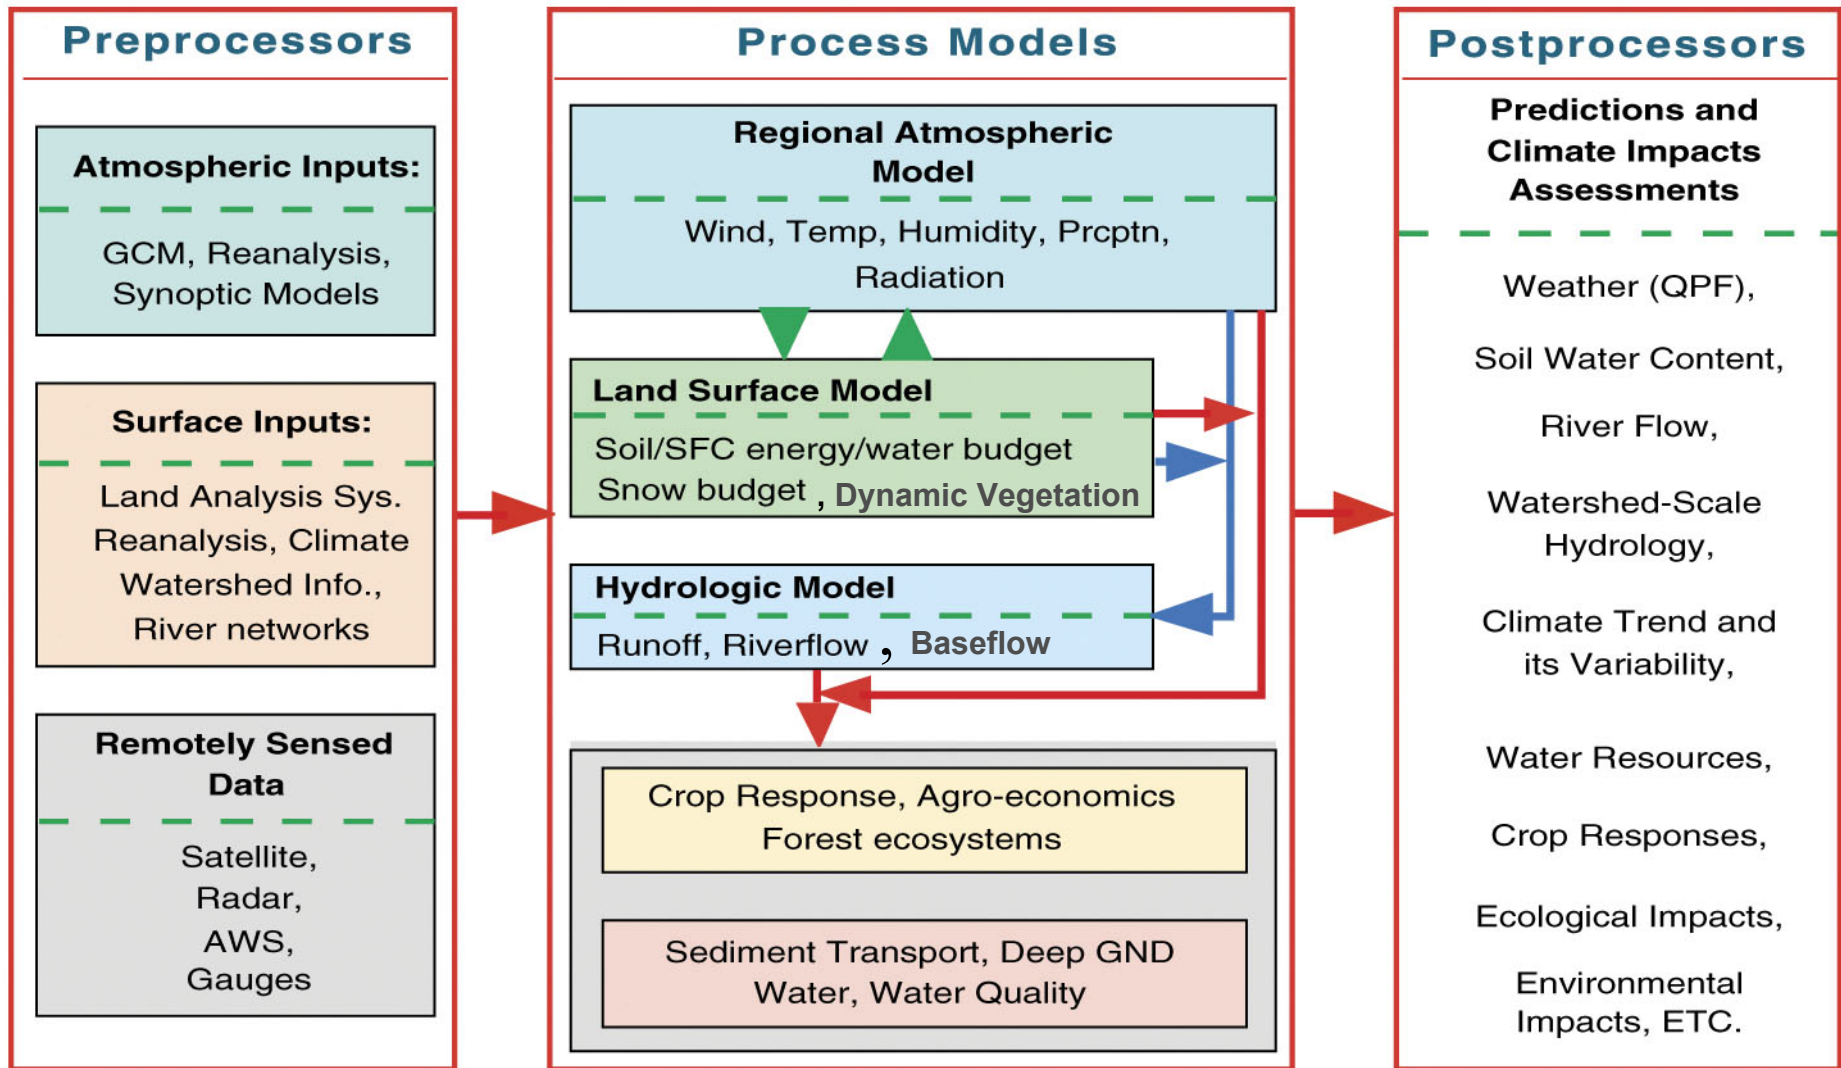 Preprocessors
Atmospheric Inputs:
GCM, Reanalysis,
Synoptic Models
Surface Inputs:
Land Analysis Sys.
Reanalysis, Climate
Watershed Info.,
River networks
Remotely Sensed
Data
Satellite,
Radar,
AWS,
Gauges
Process Models
Regional Atmospheric
Model
Wind, Temp, Humidity, Prcptn,
Radiation
Land Surface Model
Soil/SFC energy/water budget
Snow budget , Dynamic Vegetation
Hydrologic Model
Runoff, Riverflow , Baseflow
Crop Response, Agro-economics
Forest ecosystems
Sediment Transport, Deep GND
Water, Water Quality
Postprocessors
Predictions and
Climate Impacts
Assessments
Weather (QPF),
Soil Water Content,
River Flow,
Watershed-Scale
Hydrology,
Climate Trend and
its Variability,
Water Resources,
Crop Responses,
Ecological Impacts,
Environmental
Impacts, ETC.